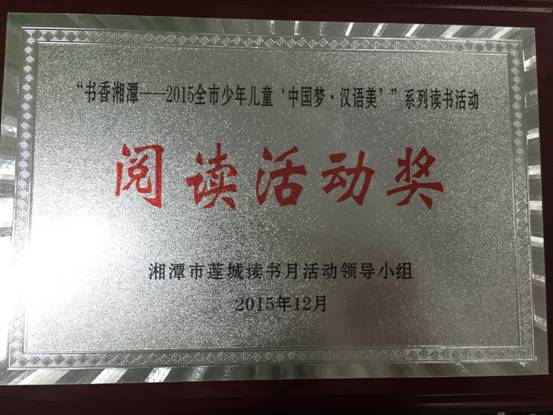 “书香湘潭——2015全市少年儿童‘中国梦·汉语美’”系列读书活动
阅读活动奖
湘潭市莲城读书月活动领导小组
2015年12月